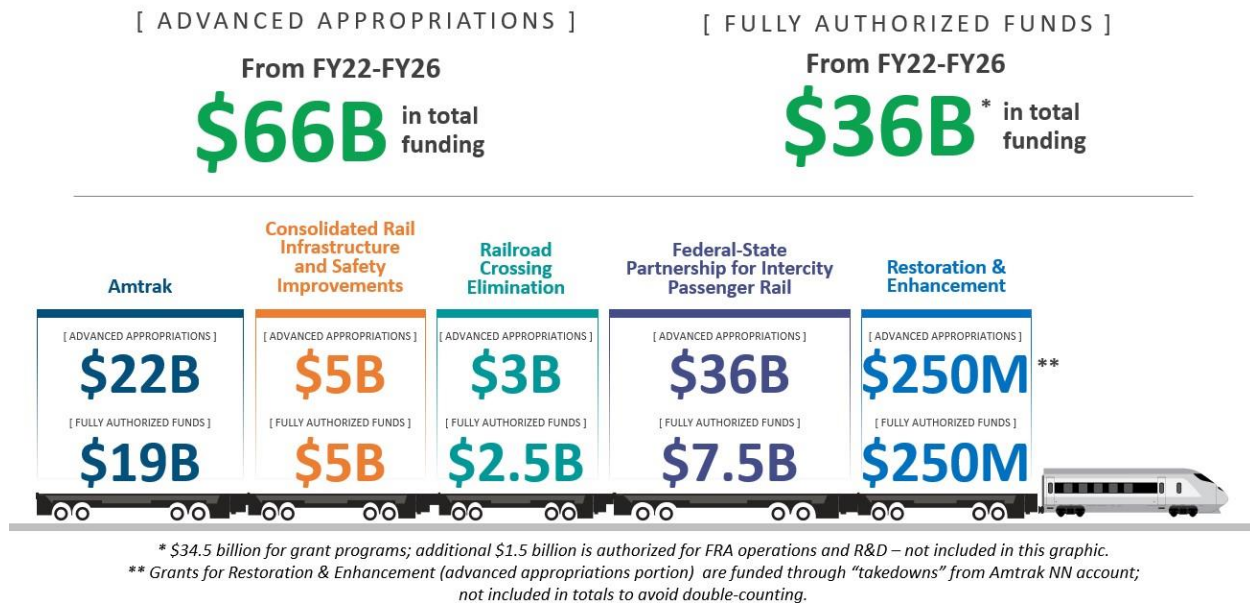 [ ADVANCED APPROPRIATIONS ]
From FY22-FY26
$66B in total
funding
[ FULLY AUTHORIZED FUNDS ]
From FY22-FY26
$36B* in total
funding
Amtrak
[ ADVANCED APPROPRIATIONS ]
$22B
[ FULLY AUTHORIZED FUNDS ]
$19B
Consolidated Rail
Infrastructure
and Safety
Improvements
[ ADVANCED APPROPRIATIONS ]
$5B
[ FULLY AUTHORIZED FUNDS ]
$5B
Railroad
Crossing
Elimination
[ ADVANCED APPROPRIATIONS ]
$3B
[ FULLY AUTHORIZED FUNDS ]
$2.5B
Federal-State
Partnership for Intercity
Passenger Rail
[ ADVANCED APPROPRIATIONS ]
$36B
[ FULLY AUTHORIZED FUNDS ]
$7.5B
Restoration &
Enhancement
[ ADVANCED APPROPRIATIONS ]
$250M **
[ FULLY AUTHORIZED FUNDS ]
$250M
* $34.5 billion for grant programs; additional $1.5 billion is authorized for FRA operations and R&D – not included in this graphic.
** Grants for Restoration & Enhancement (advanced appropriations portion) are funded through “takedowns” from Amtrak NN account;
not included in totals to avoid double-counting.